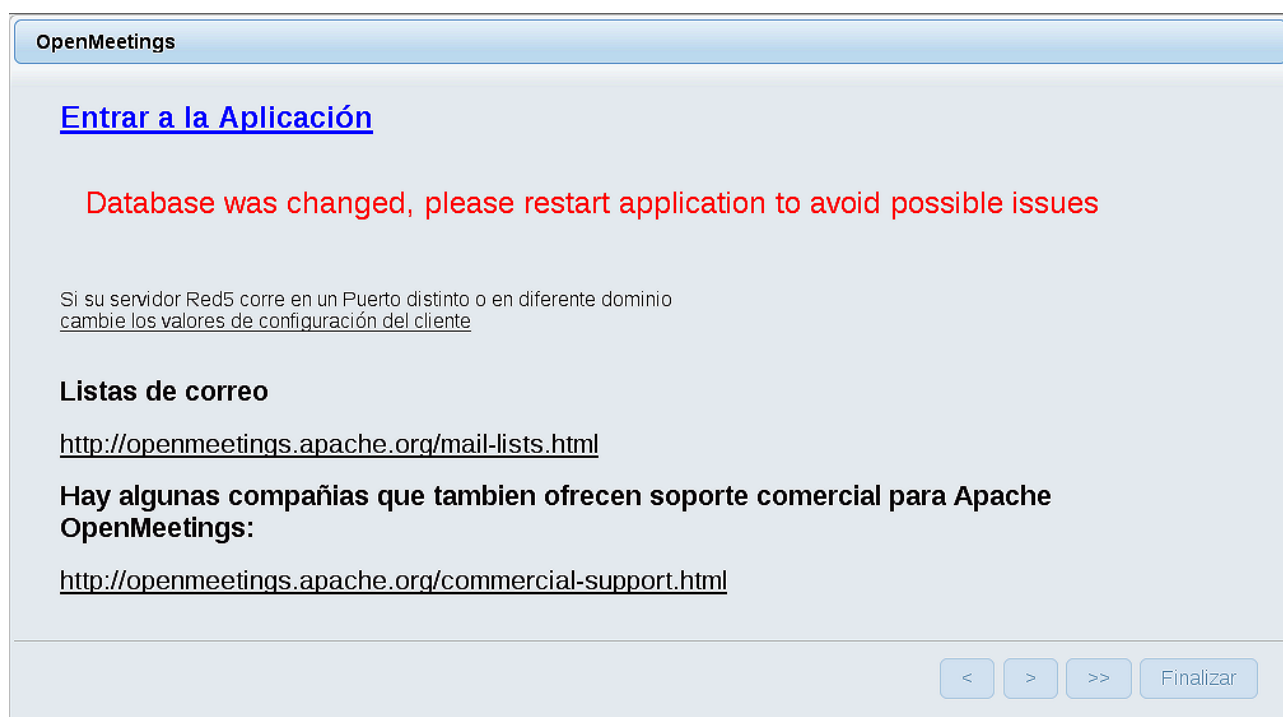 OpenMeetings
Entrar a la Aplicación
Database was changed, please restart application to avoid possible issues
Si su servidor Red5 corre en un Puerto distinto o en diferente dominio
cambie los valores de configuración del cliente
Listas de correo
http://openmeetings.apache.org/mail-lists.html
Hay algunas compañias que tambien ofrecen soporte comercial para Apache
OpenMeetings:
http://openmeetings.apache.org/commercial-support.html
< > >> Finalizar